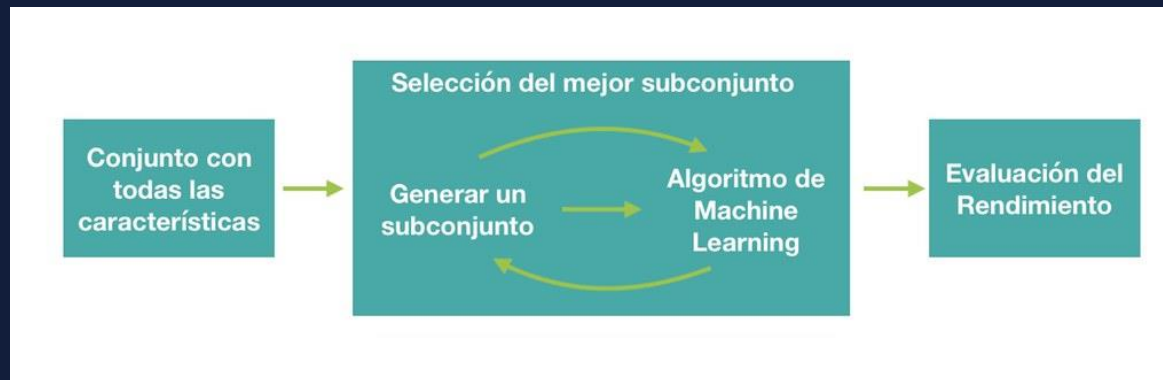 Selección del mejor subconjunto
Conjunto con
todas las
características
Generar un
subconjunto
Algoritmo de
Machine
Learning
Evaluación del
Rendimiento